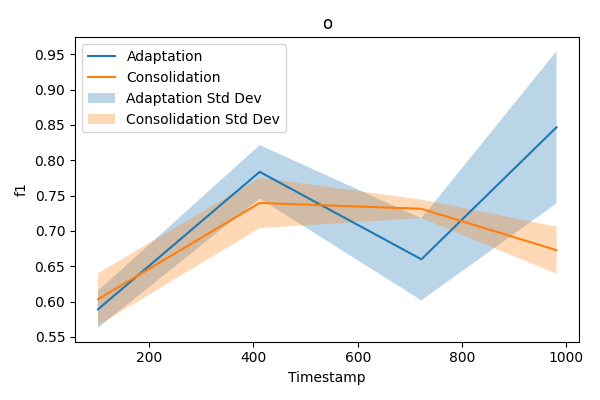 o
0.95
0.90
0.85
0.80
0.75
0.70
0.65
0.60
0.55
f1
Adaptation
Consolidation
Adaptation Std Dev
Consolidation Std Dev
200
400
600
800
1000
Timestamp